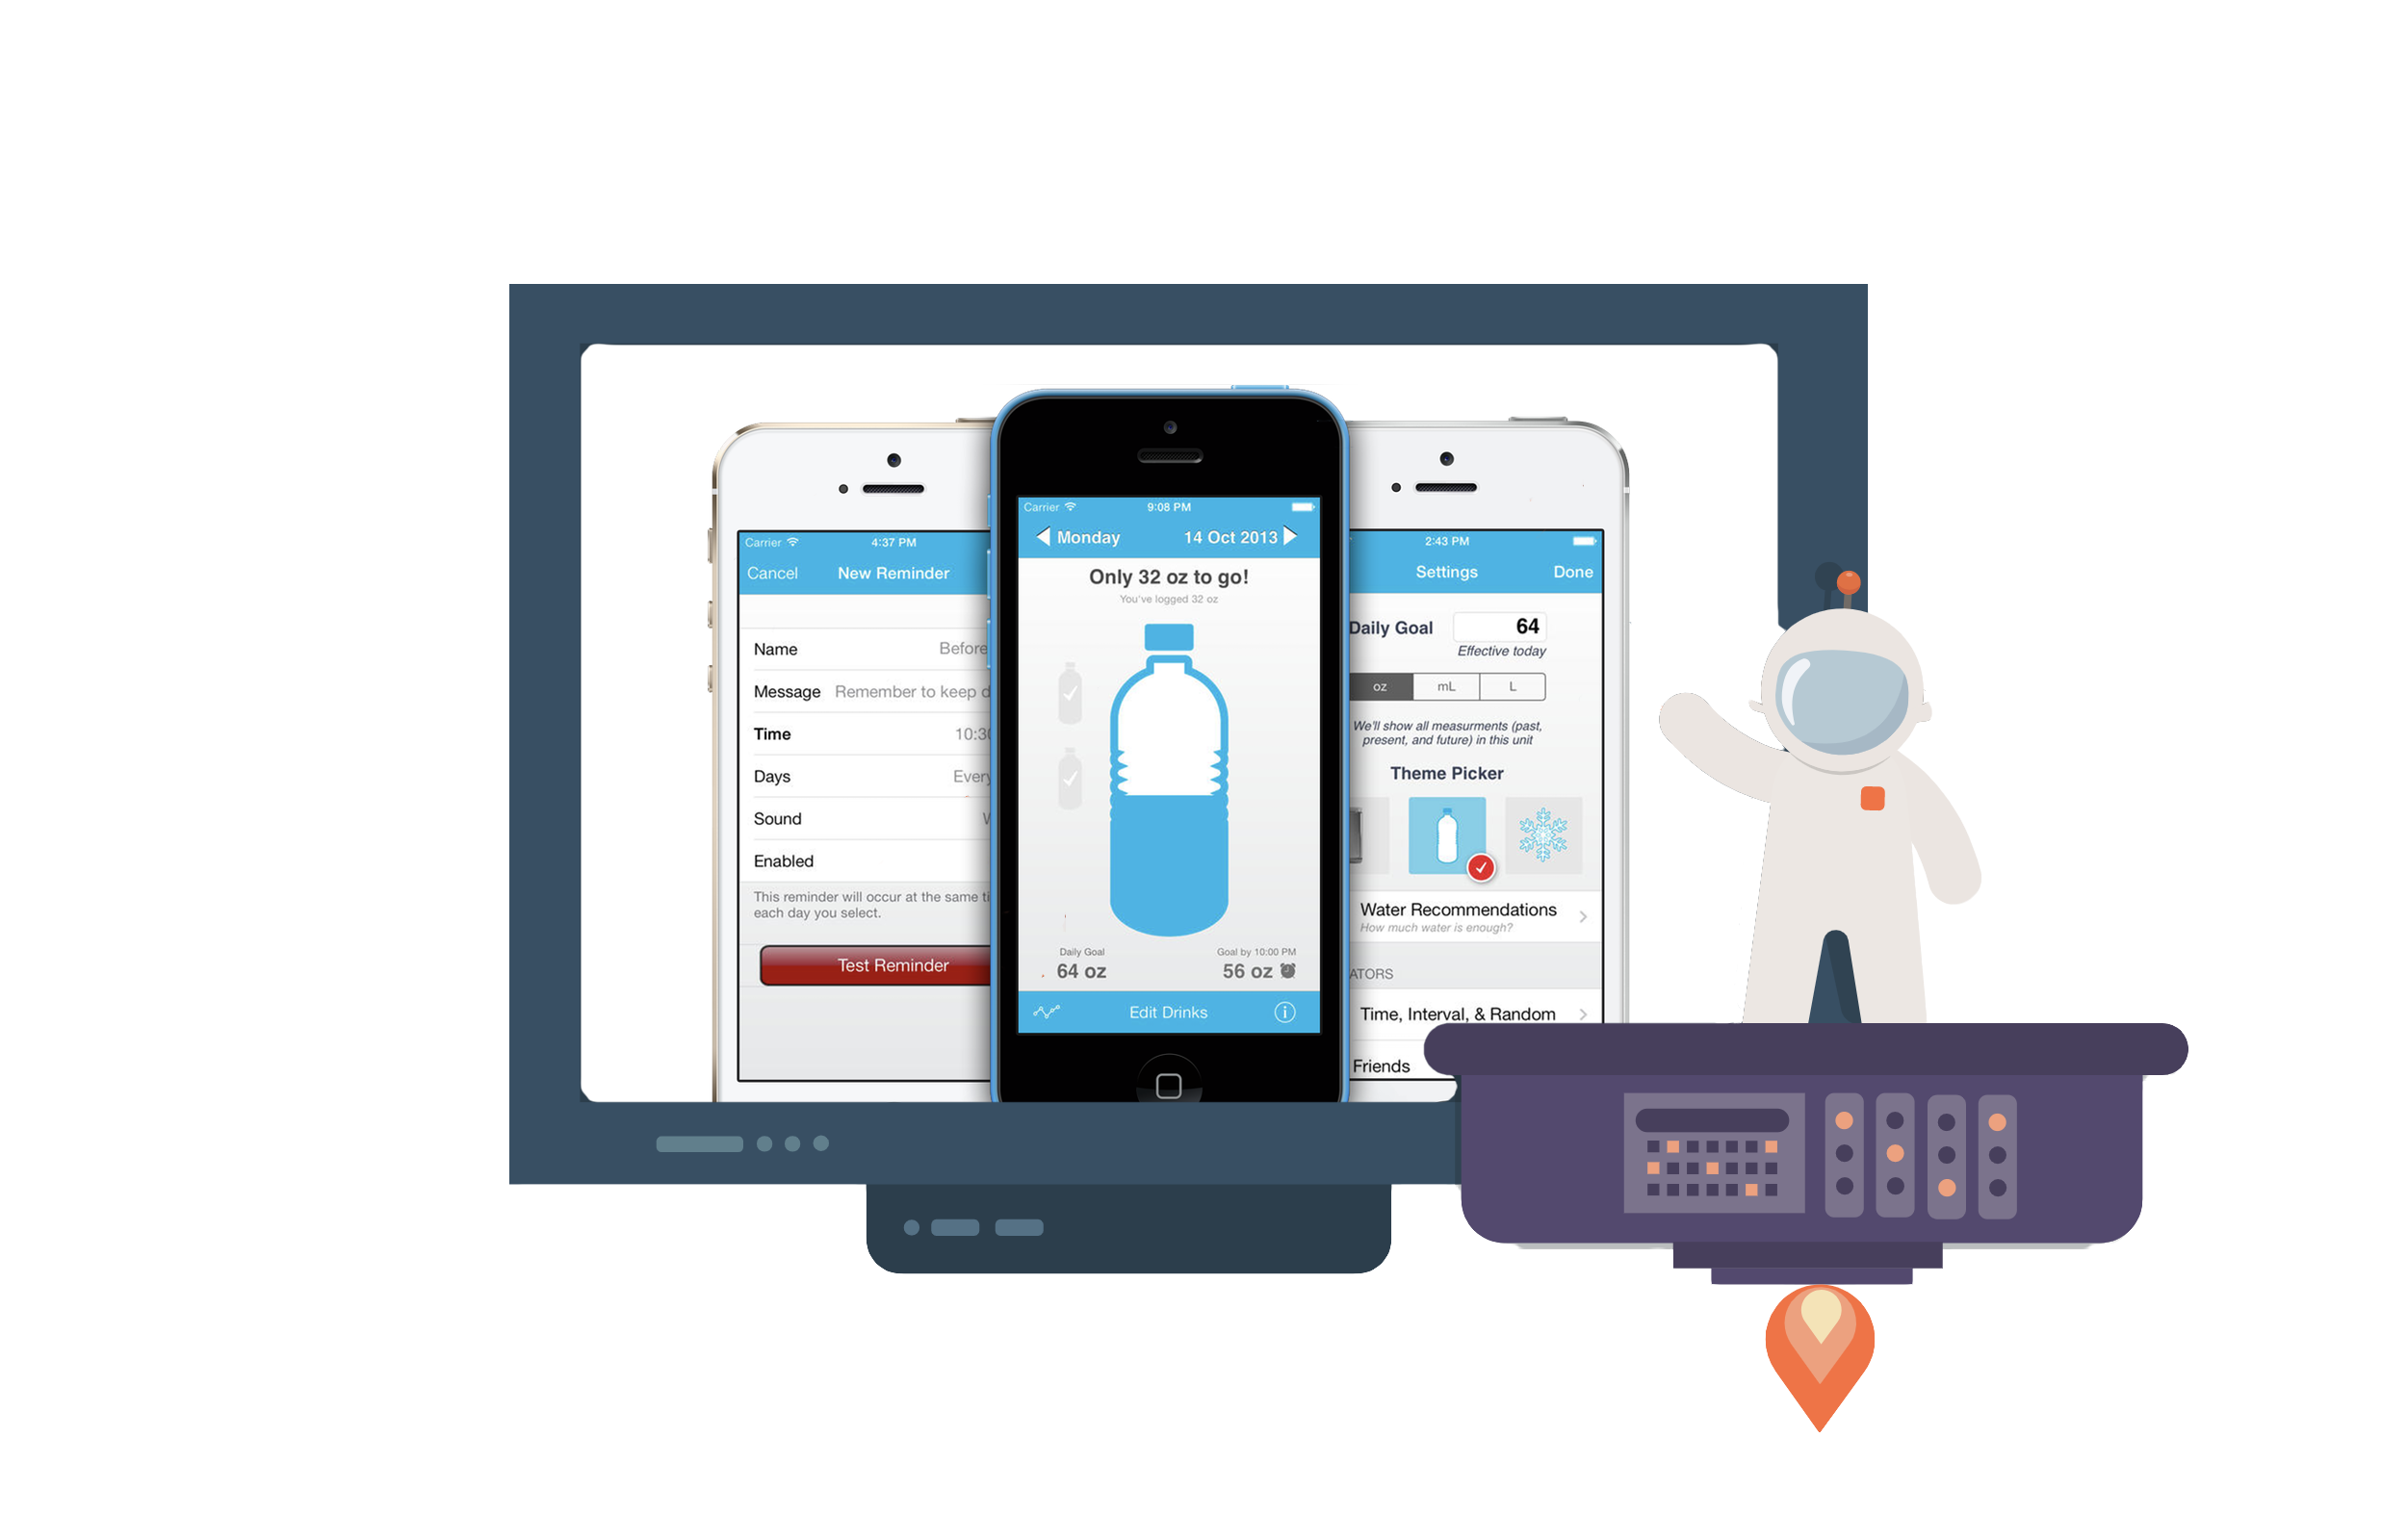 Carrier 4:37 PM
Cancel New Reminder
Name Before
Message Remember to keep
Time 10:30
Days Every
Sound
Enabled
This reminder will occur at the same
each day you select.
Test Reminder
Carrier 9:08 PM
Monday 14 Oct 2013
Only 32 oz to go!
You've logged 32 oz
Daily Goal Goal by 10:00 PM
64 oz 56 oz
Edit Drinks
2:43 PM
Settings Done
Daily Goal 64
Effective today
oz mL L
We'll show all measurments (past,
present, and future) in this unit
Theme Picker
Water Recommendations
How much water is enough?
ATORS
Time, Interval, & Random
Friends